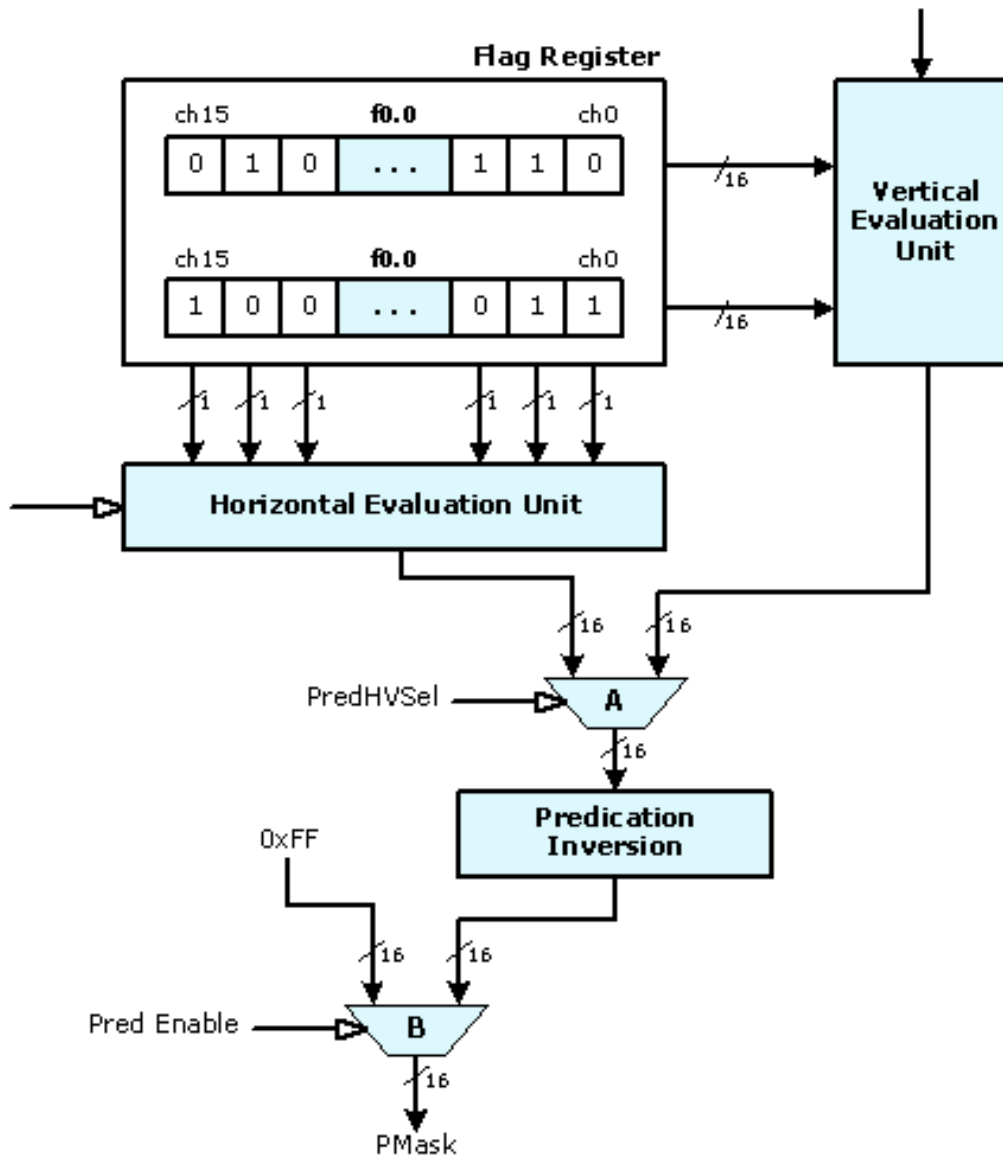 Flag Register
ch15 f0.0 ch0
0 1 0 ... 1 1 0
16
Vertical
Evaluation
Unit
ch15 f0.0 ch0
1 0 0 ... 0 1 1
16
1 1 1 1 1 1
Horizontal Evaluation Unit
16 16
PredHVSel
A
16
Predication
Inversion
0xFF
16 16
Pred Enable
B
16
PMask